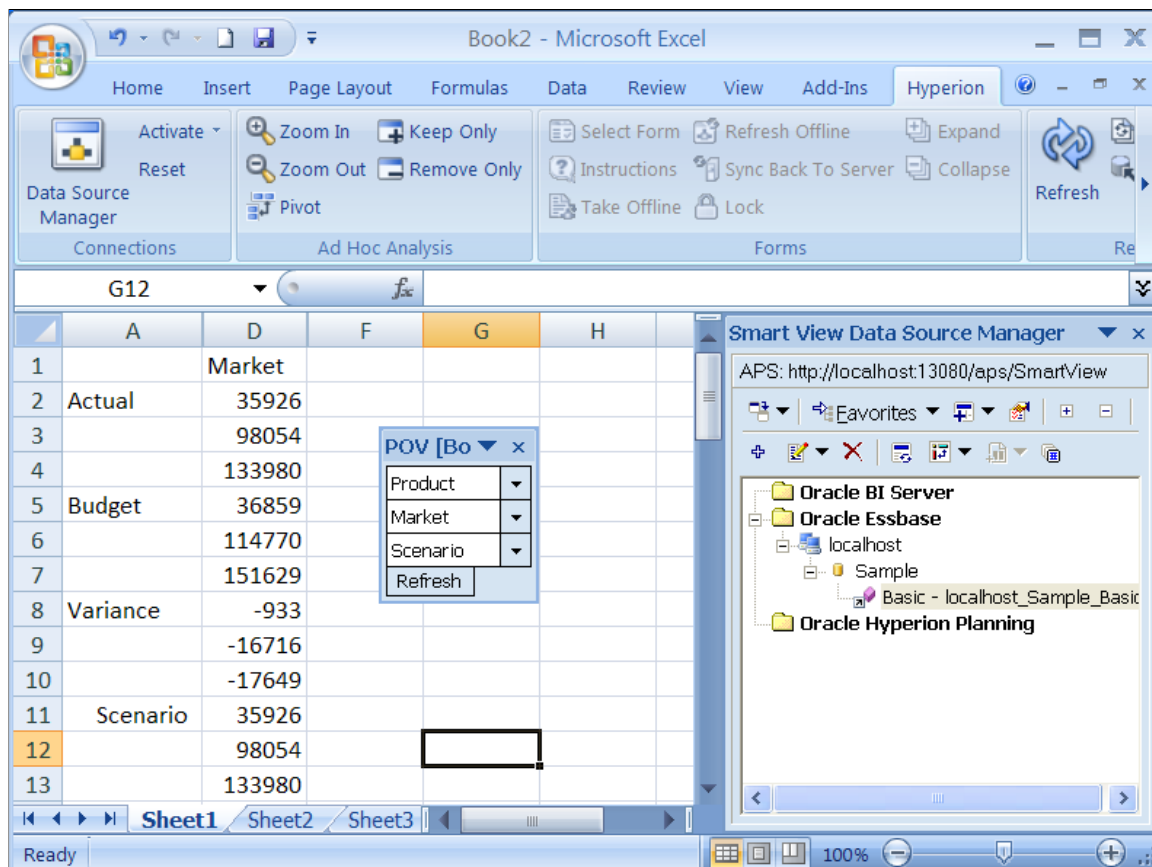 Book2 - Microsoft Excel
Home Insert Page Layout Formulas Data Review View Add-Ins Hyperion
Activate
Reset
Data Source Manager
Connections
Zoom In Keep Only
Zoom Out Remove Only
Pivot
Ad Hoc Analysis
Select Form Refresh Offline Expand
Instructions Sync Back To Server Collapse
Take Offline Lock
Forms
Refresh
Re
G12 fx
A D F G H
1 Market
2 Actual 35926
3 98054
4 133980
5 Budget 36859
6 114770
7 151629
8 Variance -933
9 -16716
10 -17649
11 Scenario 35926
12 98054
13 133980
POV [Bo
Product
Market
Scenario
Refresh
Smart View Data Source Manager
APS: http://localhost:13080/aps/SmartView
Favorites
Oracle BI Server
Oracle Essbase
localhost
Sample
Basic - localhost_Sample_Basic
Oracle Hyperion Planning
Sheet1 Sheet2 Sheet3
Ready 100%